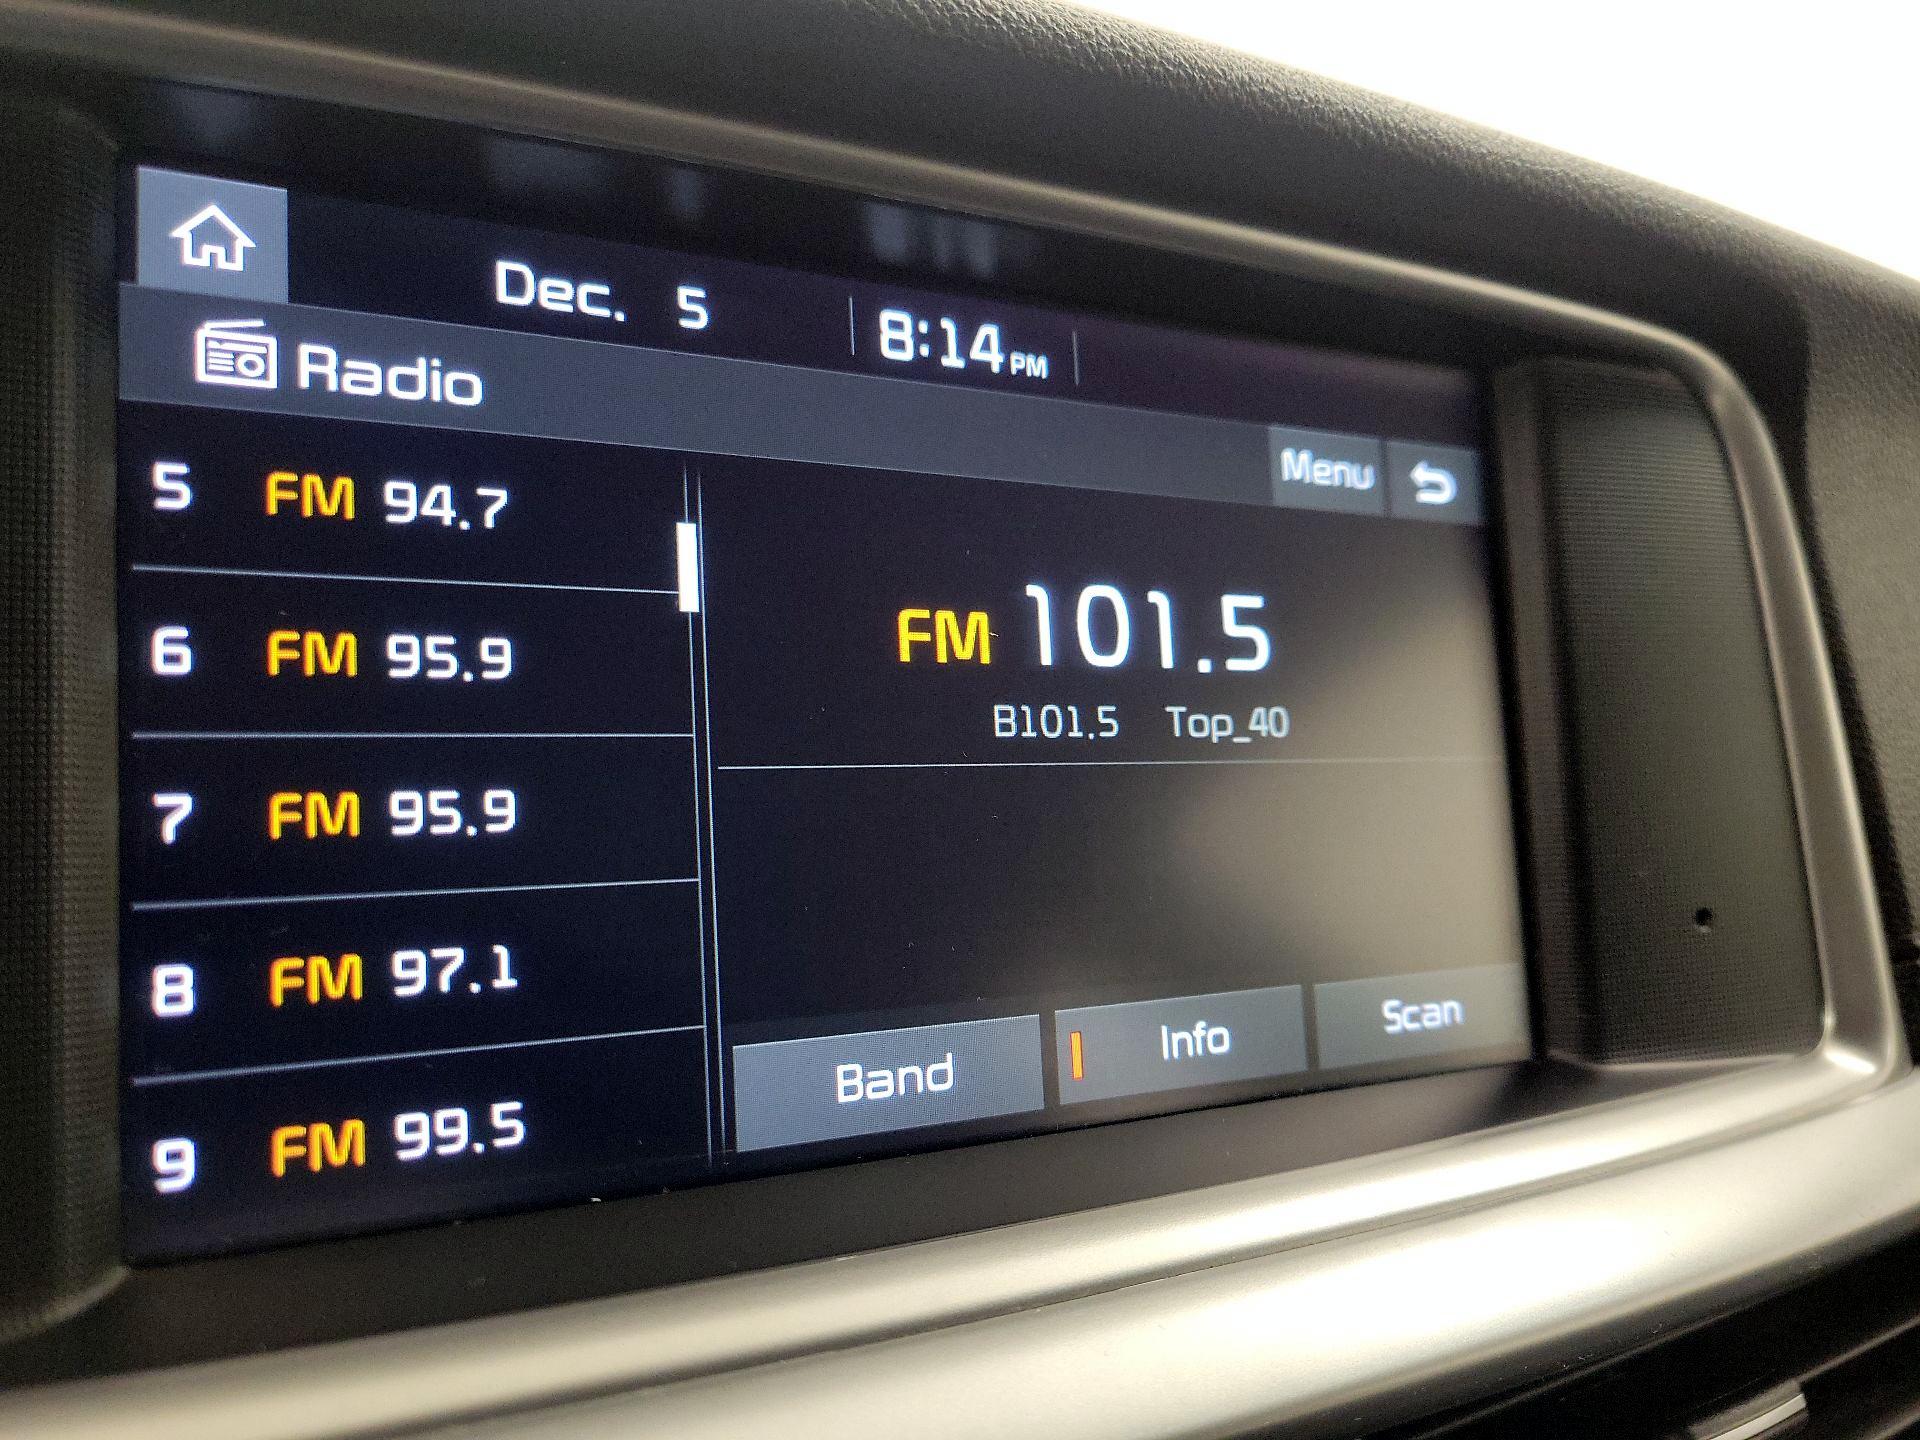 Dec. 5 8:14 PM
Radio
Menu
5 FM 94.7
6 FM 95.9
7 FM 95.9
8 FM 97.1
9 FM 99.5
FM 101.5
B101.5 Top_40
Band Info Scan